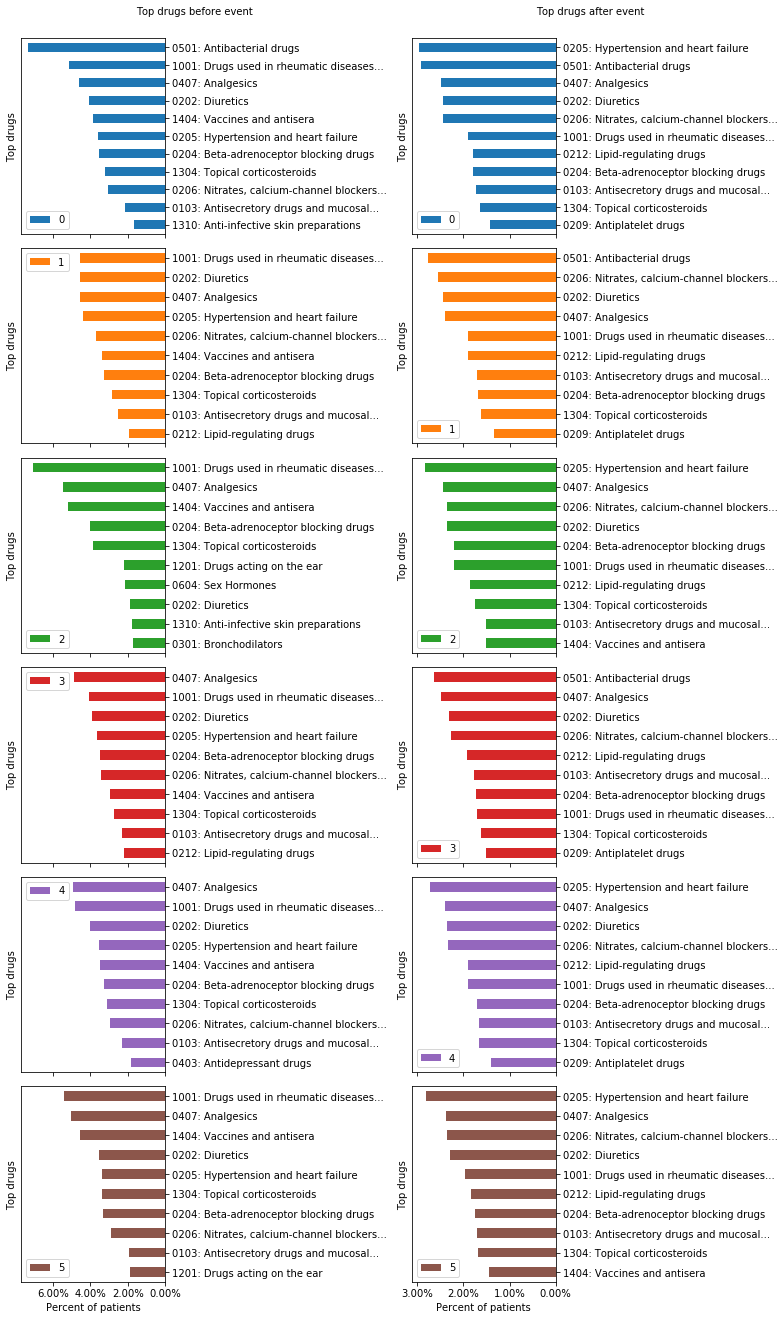 Top drugs before event
Top drugs
0501: Antibacterial drugs
1001: Drugs used in rheumatic diseases...
0407: Analgesics
0202: Diuretics
1404: Vaccines and antisera
0205: Hypertension and heart failure
0204: Beta-adrenoceptor blocking drugs
1304: Topical corticosteroids
0206: Nitrates, calcium-channel blockers...
0103: Antisecretory drugs and mucosal...
1310: Anti-infective skin preparations
0
Top drugs
1001: Drugs used in rheumatic diseases...
0202: Diuretics
0407: Analgesics
0205: Hypertension and heart failure
0206: Nitrates, calcium-channel blockers...
1404: Vaccines and antisera
0204: Beta-adrenoceptor blocking drugs
1304: Topical corticosteroids
0103: Antisecretory drugs and mucosal...
0212: Lipid-regulating drugs
1
Top drugs
1001: Drugs used in rheumatic diseases...
0407: Analgesics
1404: Vaccines and antisera
0204: Beta-adrenoceptor blocking drugs
1304: Topical corticosteroids
1201: Drugs acting on the ear
0604: Sex Hormones
0202: Diuretics
1310: Anti-infective skin preparations
0301: Bronchodilators
2
Top drugs
0407: Analgesics
1001: Drugs used in rheumatic diseases...
0202: Diuretics
0205: Hypertension and heart failure
0204: Beta-adrenoceptor blocking drugs
0206: Nitrates, calcium-channel blockers...
1404: Vaccines and antisera
1304: Topical corticosteroids
0103: Antisecretory drugs and mucosal...
0212: Lipid-regulating drugs
3
Top drugs
0407: Analgesics
1001: Drugs used in rheumatic diseases...
0202: Diuretics
0205: Hypertension and heart failure
1404: Vaccines and antisera
0204: Beta-adrenoceptor blocking drugs
1304: Topical corticosteroids
0206: Nitrates, calcium-channel blockers...
0103: Antisecretory drugs and mucosal...
0403: Antidepressant drugs
4
Top drugs
1001: Drugs used in rheumatic diseases...
0407: Analgesics
1404: Vaccines and antisera
0202: Diuretics
0205: Hypertension and heart failure
1304: Topical corticosteroids
0204: Beta-adrenoceptor blocking drugs
0206: Nitrates, calcium-channel blockers...
0103: Antisecretory drugs and mucosal...
1201: Drugs acting on the ear
5
6.00% 4.00% 2.00% 0.00%
Percent of patients
Top drugs after event
Top drugs
0205: Hypertension and heart failure
0501: Antibacterial drugs
0407: Analgesics
0202: Diuretics
0206: Nitrates, calcium-channel blockers...
1001: Drugs used in rheumatic diseases...
0212: Lipid-regulating drugs
0204: Beta-adrenoceptor blocking drugs
0103: Antisecretory drugs and mucosal...
1304: Topical corticosteroids
0209: Antiplatelet drugs
0
Top drugs
0501: Antibacterial drugs
0206: Nitrates, calcium-channel blockers...
0202: Diuretics
0407: Analgesics
1001: Drugs used in rheumatic diseases...
0212: Lipid-regulating drugs
0103: Antisecretory drugs and mucosal...
0204: Beta-adrenoceptor blocking drugs
1304: Topical corticosteroids
0209: Antiplatelet drugs
1
Top drugs
0205: Hypertension and heart failure
0407: Analgesics
0206: Nitrates, calcium-channel blockers...
0202: Diuretics
0204: Beta-adrenoceptor blocking drugs
1001: Drugs used in rheumatic diseases...
0212: Lipid-regulating drugs
1304: Topical corticosteroids
0103: Antisecretory drugs and mucosal...
1404: Vaccines and antisera
2
Top drugs
0501: Antibacterial drugs
0407: Analgesics
0202: Diuretics
0206: Nitrates, calcium-channel blockers...
0212: Lipid-regulating drugs
0103: Antisecretory drugs and mucosal...
0204: Beta-adrenoceptor blocking drugs
1001: Drugs used in rheumatic diseases...
1304: Topical corticosteroids
0209: Antiplatelet drugs
3
Top drugs
0205: Hypertension and heart failure
0407: Analgesics
0202: Diuretics
0206: Nitrates, calcium-channel blockers...
0212: Lipid-regulating drugs
1001: Drugs used in rheumatic diseases...
0204: Beta-adrenoceptor blocking drugs
0103: Antisecretory drugs and mucosal...
1304: Topical corticosteroids
0209: Antiplatelet drugs
4
Top drugs
0205: Hypertension and heart failure
0407: Analgesics
0206: Nitrates, calcium-channel blockers...
0202: Diuretics
1001: Drugs used in rheumatic diseases...
0212: Lipid-regulating drugs
0204: Beta-adrenoceptor blocking drugs
0103: Antisecretory drugs and mucosal...
1304: Topical corticosteroids
1404: Vaccines and antisera
5
3.00% 2.00% 1.00% 0.00%
Percent of patients